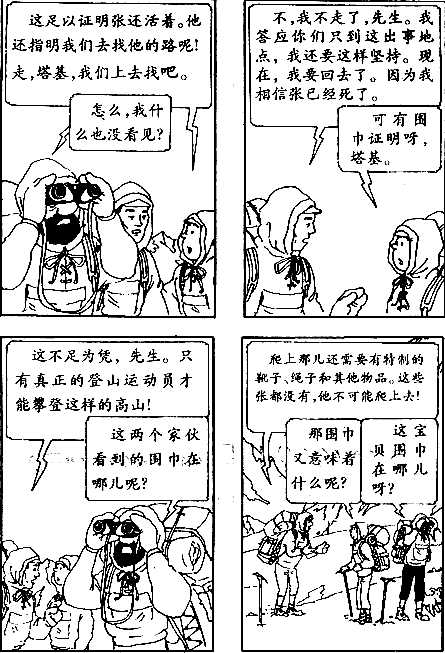 这足以证明张还活着。他
还指明我们去找他的路呢!
走,塔基,我们上去找吧。
怎么,我什
么也没看见?
不,我不走了,先生。我
答应你们只到这出事地
点,我还要这样坚持。现
在,我要回去了。因为我
相信张已经死了。
可有围
巾证明呀,
塔基。
这不足为凭,先生。只
有真正的登山运动员才
能攀登这样的高山!
这两个家伙
看到的围巾在
哪儿呢?
爬上那儿还需要有特制的
靴子、绳子和其他物品。这些
张都没有,他不可能爬上去!
那围巾
又意味着
什么呢?
这宝
贝围巾
在哪儿
呀?